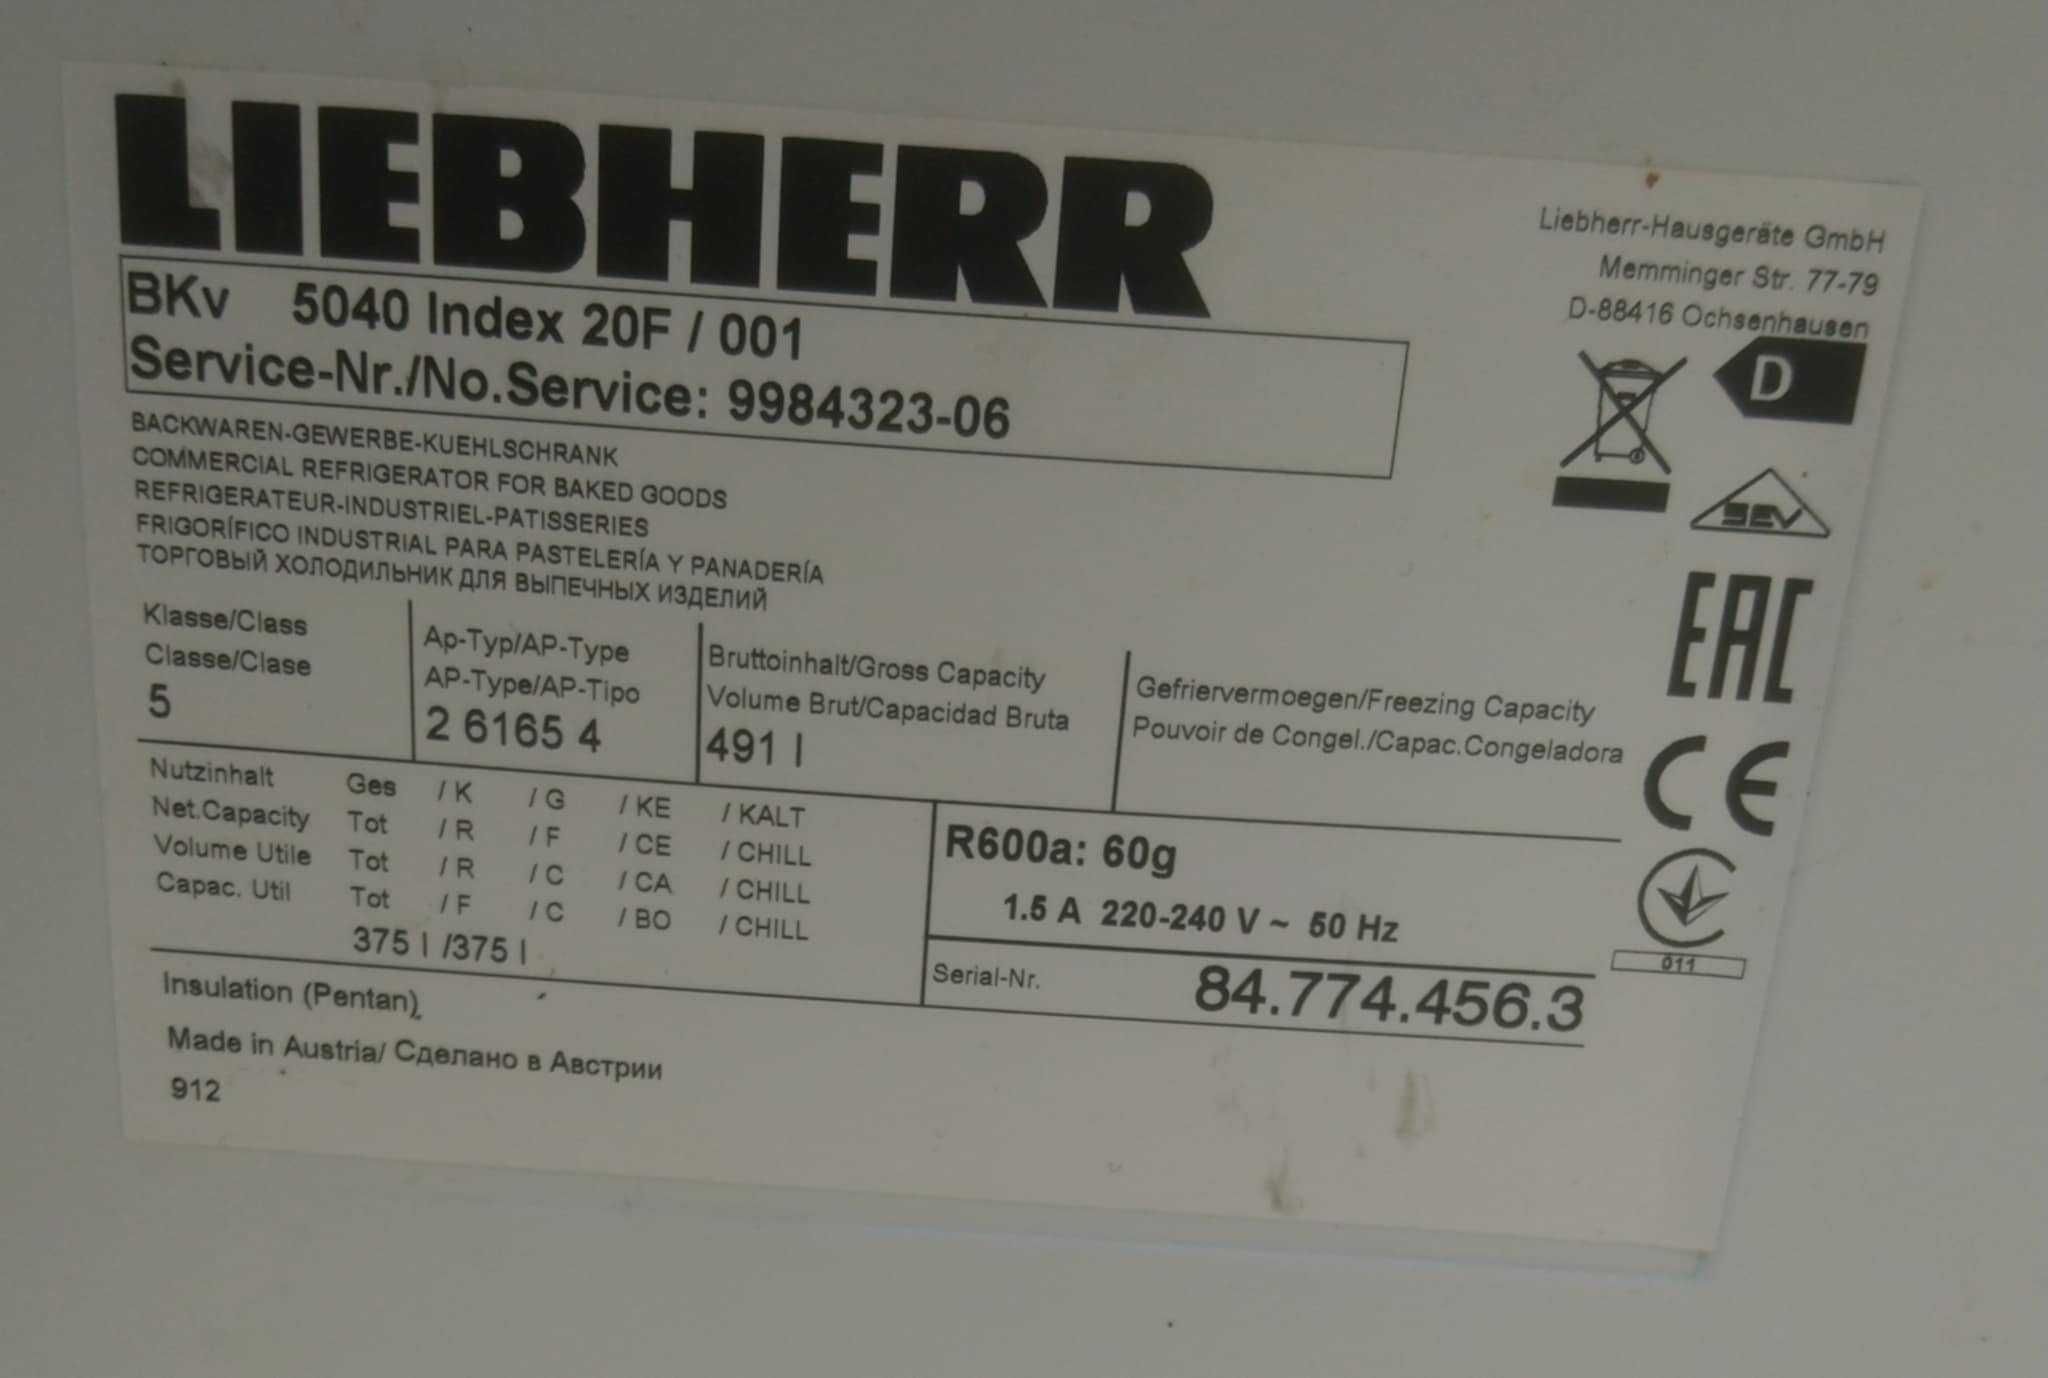 LIEBHERR
Liebherr-Hausgeräte GmbH
Memminger Str. 77-79
D-88416 Ochsenhausen
BKv 5040 Index 20F / 001
Service-Nr./No.Service: 9984323-06
D
BACKWAREN-GEWERBE-KUEHLSCHRANK
COMMERCIAL REFRIGERATOR FOR BAKED GOODS
REFRIGERATEUR-INDUSTRIEL-PATISSERIES
FRIGORÍFICO INDUSTRIAL PARA PASTELERÍA Y PANADERÍA
ТОРГОВЫЙ ХОЛОДИЛЬНИК ДЛЯ ВЫПЕЧНЫХ ИЗДЕЛИЙ
SEV
EAC
CE
011
Klasse/Class
Classe/Clase
5
Ap-Typ/AP-Type
AP-Type/AP-Tipo
2 6165 4
Bruttoinhalt/Gross Capacity
Volume Brut/Capacidad Bruta
491 l
Gefriervermoegen/Freezing Capacity
Pouvoir de Congel./Capac.Congeladora
Nutzinhalt Ges / K / G / KE / KALT
Net.Capacity Tot / R / F / CE / CHILL
Volume Utile Tot / R / C / CA / CHILL
Capac. Util Tot / F / C / BO / CHILL
375 l /375 l
R600a: 60g
1.5 A 220-240 V ~ 50 Hz
Serial-Nr. 84.774.456.3
Insulation (Pentan)
Made in Austria/ Сделано в Австрии
912